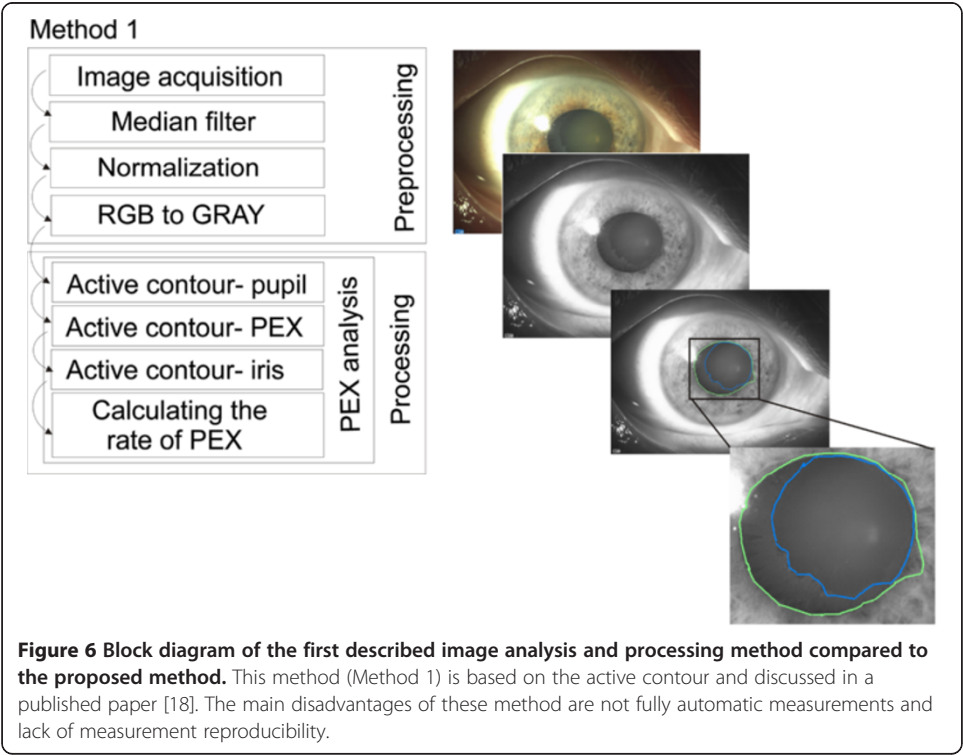 Method 1
Image acquisition
Median filter
Normalization
RGB to GRAY
Preprocessing
Active contour- pupil
Active contour- PEX
Active contour- iris
Calculating the
rate of PEX
PEX analysis
Processing
Figure 6 Block diagram of the first described image analysis and processing method compared to
the proposed method. This method (Method 1) is based on the active contour and discussed in a
published paper [18]. The main disadvantages of these method are not fully automatic measurements and
lack of measurement reproducibility.